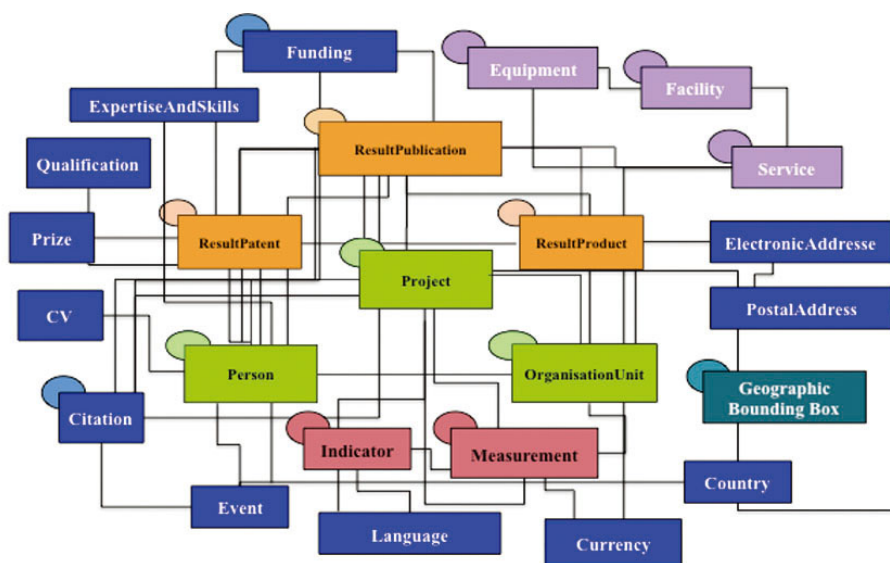 Funding
Equipment
Facility
ExpertiseAndSkills
ResultPublication
Qualification
Service
Prize
ResultPatent
ResultProduct
ElectronicAddresse
Project
CV
PostalAddress
Person
OrganisationUnit
Geographic
Bounding Box
Citation
Indicator
Measurement
Country
Event
Language
Currency